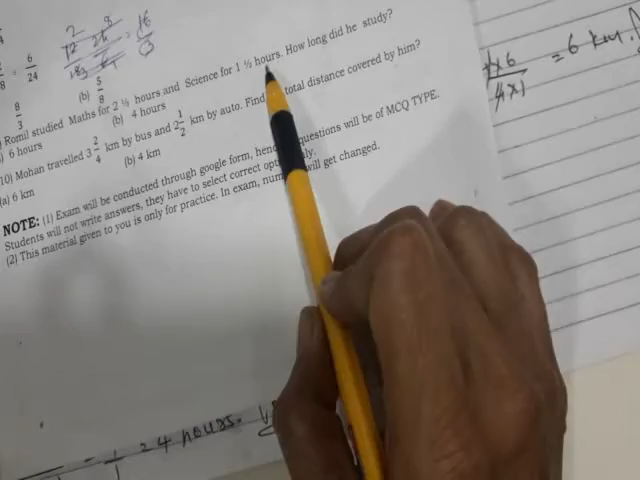 = 6/24
16
8/3
(b) 5/8
Romil studied Maths for 2 ½ hours and Science for 1 ½ hours. How long did he study?
6 hours (b) 4 hours
10) Mohan travelled 3 2/4 km by bus and 2 1/2 km by auto. Find total distance covered by him?
(a) 6 km (b) 4 km
NOTE: (1) Exam will be conducted through google form, questions will be of MCQ TYPE.
Students will not write answers, they have to select correct
(2) This material given to you is only for practice. In exam, will get changed.
= 6 km.
4x1
= 4 hours.